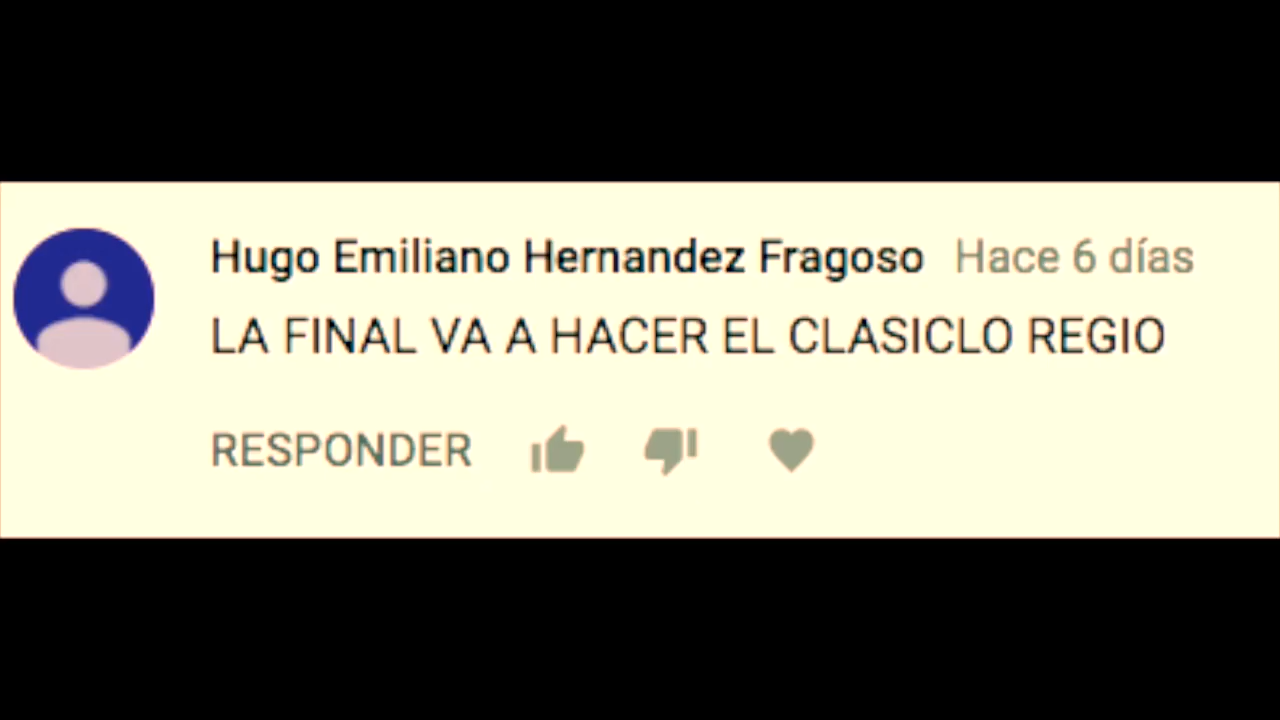 Hugo Emiliano Hernandez Fragoso Hace 6 días
LA FINAL VA A HACER EL CLASICLO REGIO
RESPONDER